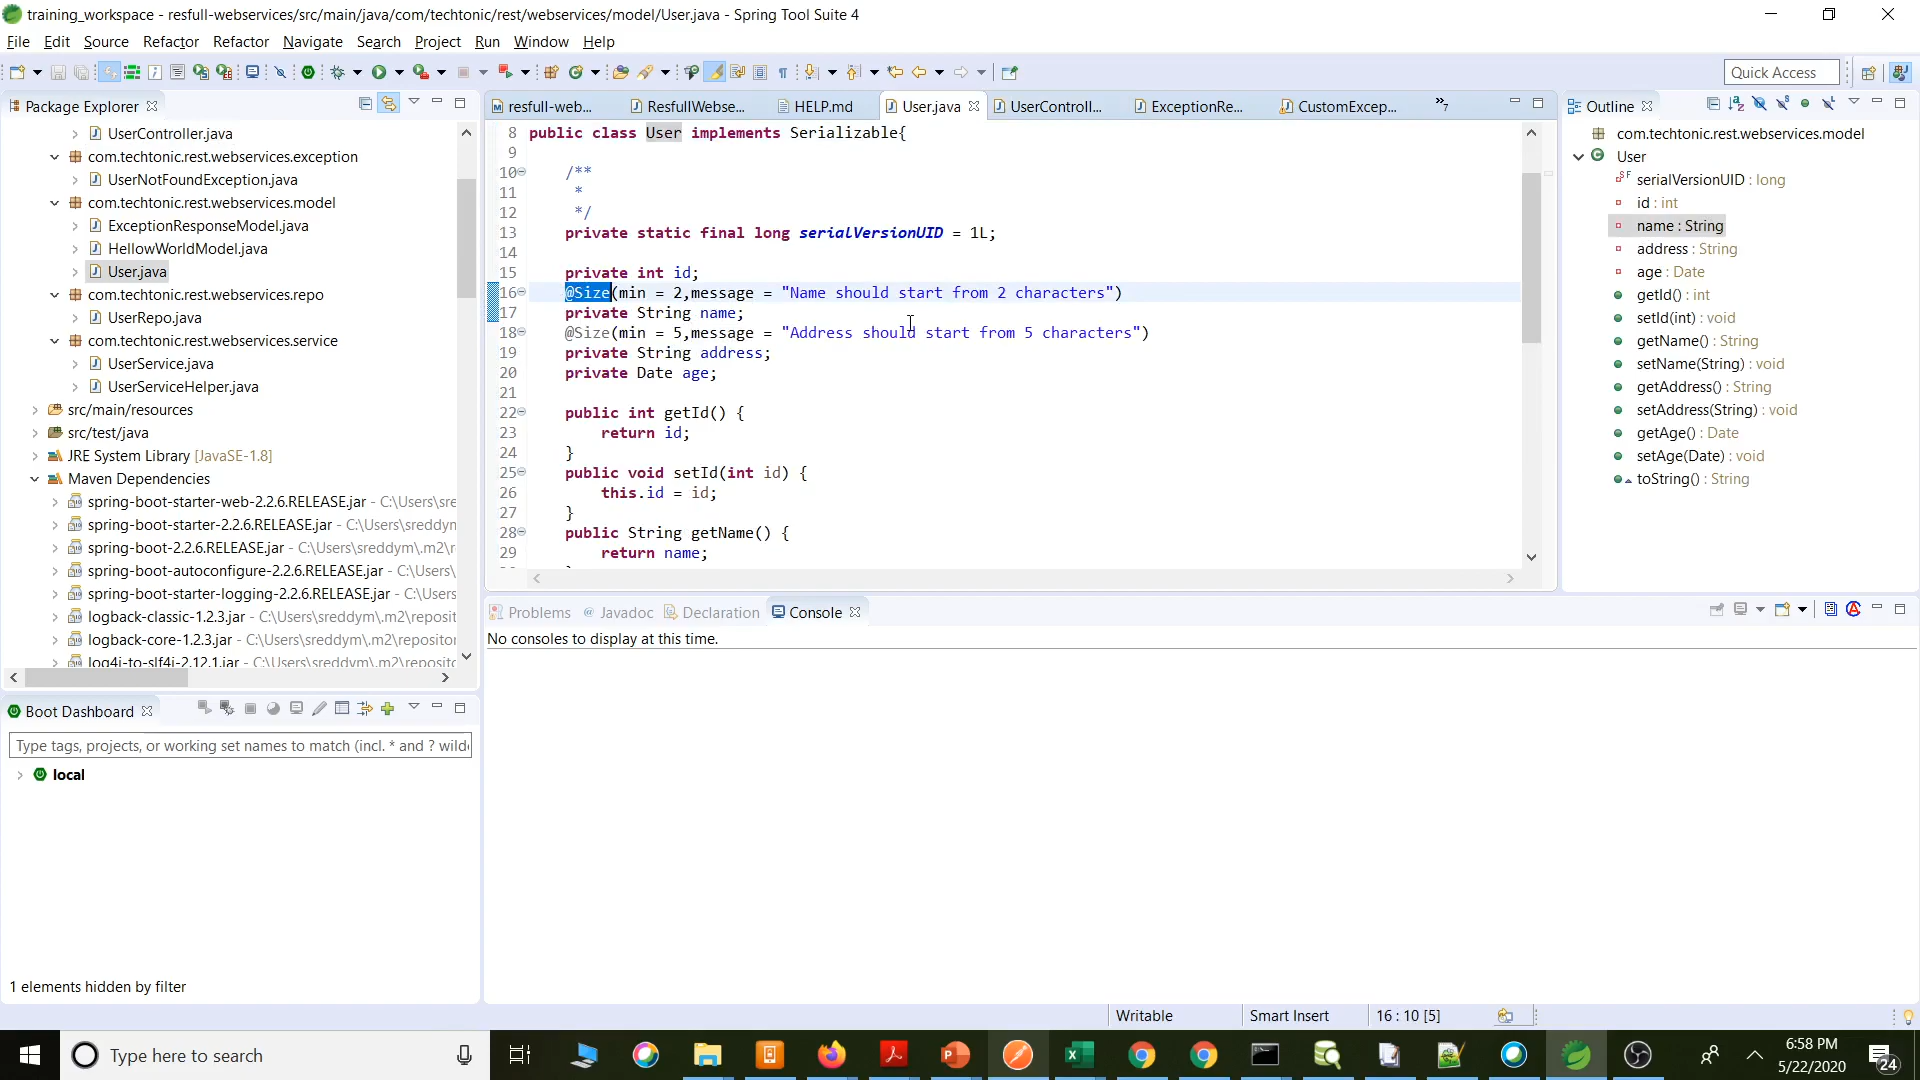 training_workspace - resfull-webservices/src/main/java/com/techtonic/rest/webservices/model/User.java - Spring Tool Suite 4
File Edit Source Refactor Refactor Navigate Search Project Run Window Help
Quick Access
Package Explorer
UserController.java
com.techtonic.rest.webservices.exception
UserNotFoundException.java
com.techtonic.rest.webservices.model
ExceptionResponseModel.java
HellowWorldModel.java
User.java
com.techtonic.rest.webservices.repo
UserRepo.java
com.techtonic.rest.webservices.service
UserService.java
UserServiceHelper.java
src/main/resources
src/test/java
JRE System Library [JavaSE-1.8]
Maven Dependencies
spring-boot-starter-web-2.2.6.RELEASE.jar - C:\Users\sre
spring-boot-starter-2.2.6.RELEASE.jar - C:\Users\sreddym
spring-boot-2.2.6.RELEASE.jar - C:\Users\sreddym\.m2\r
spring-boot-autoconfigure-2.2.6.RELEASE.jar - C:\Users\
spring-boot-starter-logging-2.2.6.RELEASE.jar - C:\Users
logback-classic-1.2.3.jar - C:\Users\sreddym\.m2\reposit
logback-core-1.2.3.jar - C:\Users\sreddym\.m2\repositor
log4j-to-slf4j-2.12.1.jar - C:\Users\sreddym\.m2\reposito
resfull-web... ResfullWebse... HELP.md User.java UserControll... ExceptionRe... CustomExcep... »7
8 public class User implements Serializable{
9
10 /**
11 *
12 */
13 private static final long serialVersionUID = 1L;
14
15 private int id;
16 @Size(min = 2,message = "Name should start from 2 characters")
17 private String name;
18 @Size(min = 5,message = "Address should start from 5 characters")
19 private String address;
20 private Date age;
21
22 public int getId() {
23 return id;
24 }
25 public void setId(int id) {
26 this.id = id;
27 }
28 public String getName() {
29 return name;
Outline
com.techtonic.rest.webservices.model
User
serialVersionUID : long
id : int
name : String
address : String
age : Date
getId() : int
setId(int) : void
getName() : String
setName(String) : void
getAddress() : String
setAddress(String) : void
getAge() : Date
setAge(Date) : void
toString() : String
Problems Javadoc Declaration Console
No consoles to display at this time.
Boot Dashboard
Type tags, projects, or working set names to match (incl. * and ? wild
local
1 elements hidden by filter
Writable Smart Insert 16 : 10 [5]
Type here to search
6:58 PM
5/22/2020
24